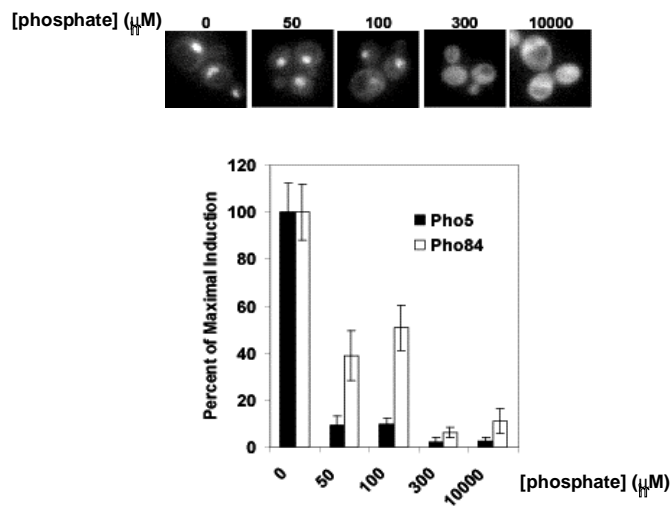 [phosphate] (μM) 0 50 100 300 10000
120
100
80
60
40
20
0
Percent of Maximal Induction
Pho5
Pho84
0 50 100 300 10000
[phosphate] (μM)